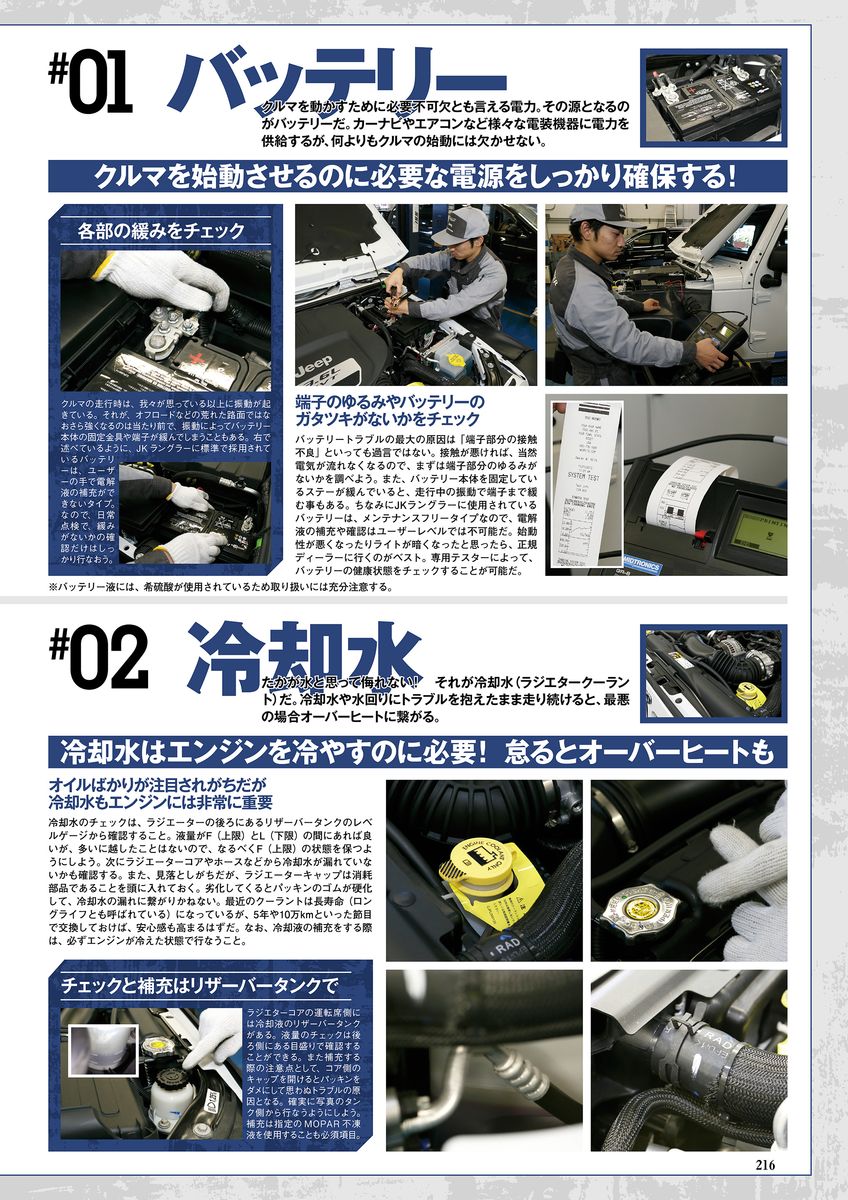 #01 バッテリー
クルマを動かすために必要不可欠とも言える電力。その源となるの
がバッテリーだ。カーナビやエアコンなど様々な電装機器に電力を
供給するが、何よりもクルマの始動には欠かせない。
クルマを始動させるのに必要な電源をしっかり確保する！
各部の緩みをチェック
クルマの走行時は、我々が思っている以上に振動が起
きている。それが、オフロードなどの荒れた路面ではな
おさら強くなるのは当たり前で、振動によってバッテリー
本体の固定金具や端子が緩んでしまうこともある。右で
述べているように、JKラングラーに標準で採用されて
いるバッテリ
ーは、ユーザ
ーの手で電解
液の補充がで
きないタイプ。
なので、日常
点検で、緩み
がないかの確
認だけはしっ
かり行なおう。
Jeep
3.6L
端子のゆるみやバッテリーの
ガタツキがないかをチェック
バッテリートラブルの最大の原因は「端子部分の接触
不良」といっても過言ではない。接触が悪ければ、当然
電気が流れなくなるので、まずは端子部分のゆるみが
ないかを調べよう。また、バッテリー本体を固定してい
るステーが緩んでいると、走行中の振動で端子まで緩
む事もある。ちなみにJKラングラーに使用されている
バッテリーは、メンテナンスフリータイプなので、電解
液の補充や確認はユーザーレベルでは不可能だ。始動
性が悪くなったりライトが暗くなったと思ったら、正規
ディーラーに行くのがベスト。専用テスターによって、
バッテリーの健康状態をチェックすることが可能だ。
SYSTEM TEST
※バッテリー液には、希硫酸が使用されているため取り扱いには充分注意する。
#02 冷却水
たかが水と思って侮れない！　それが冷却水（ラジエタークーラン
ト）だ。冷却水や水回りにトラブルを抱えたまま走り続けると、最悪
の場合オーバーヒートに繋がる。
冷却水はエンジンを冷やすのに必要！ 怠るとオーバーヒートも
オイルばかりが注目されがちだが
冷却水もエンジンには非常に重要
冷却水のチェックは、ラジエーターの後ろにあるリザーバータンクのレベ
ルゲージから確認すること。液量がF（上限）とL（下限）の間にあれば良
いが、多いに越したことはないので、なるべくF（上限）の状態を保つよ
うにしよう。次にラジエーターコアやホースなどから冷却水が漏れていな
いかも確認する。また、見落としがちだが、ラジエーターキャップは消耗
部品であることを頭に入れておく。劣化してくるとパッキンのゴムが硬化
して、冷却水の漏れに繋がりかねない。最近のクーラントは長寿命（ロン
グライフとも呼ばれている）になっているが、5年や10万kmといった節目
で交換しておけば、安心感も高まるはずだ。なお、冷却液の補充をする際
は、必ずエンジンが冷えた状態で行なうこと。
ENGINE COOLANT
ONLY
RAD
RAD
チェックと補充はリザーバータンクで
ラジエターコアの運転席側に
は冷却液のリザーバータンク
がある。液量のチェックは後
ろ側にある目盛りで確認する
ことができる。また補充する
際の注意点として、コア側の
キャップを開けるとパッキンを
ダメにして思わぬトラブルの原
因となる。確実に写真のタン
ク側から行なうようにしよう。
補充は指定のMOPAR不凍
液を使用することも必須項目。
216